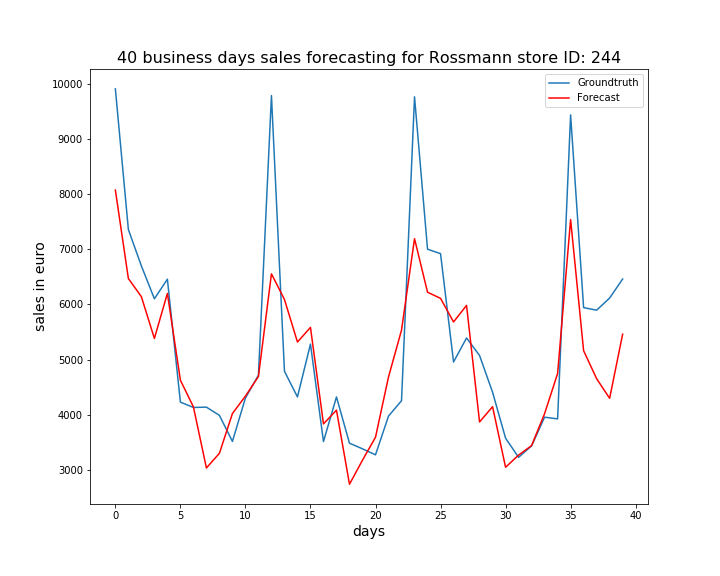 40 business days sales forecasting for Rossmann store ID: 244
Groundtruth
Forecast
10000
9000
8000
7000
6000
5000
4000
3000
sales in euro
0 5 10 15 20 25 30 35 40
days